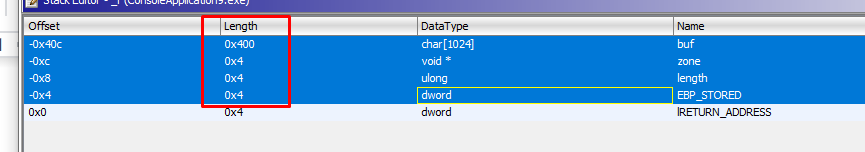 Stack Editor - _f (ConsoleApplication9.exe)
Offset Length DataType Name
-0x40c 0x400 char[1024] buf
-0xc 0x4 void * zone
-0x8 0x4 ulong length
-0x4 0x4 dword EBP_STORED
0x0 0x4 dword lRETURN_ADDRESS